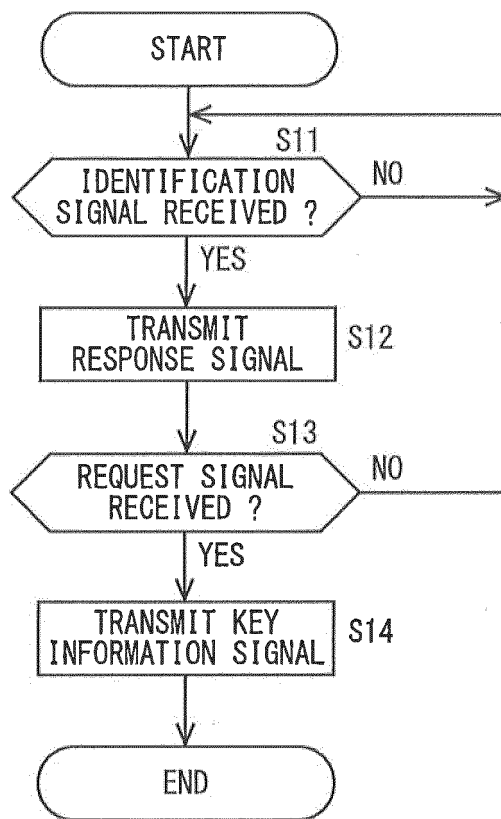 START
S11
IDENTIFICATION
SIGNAL RECEIVED ?
NO
YES
TRANSMIT
RESPONSE SIGNAL
S12
S13
REQUEST SIGNAL
RECEIVED ?
NO
YES
TRANSMIT KEY
INFORMATION SIGNAL
S14
END